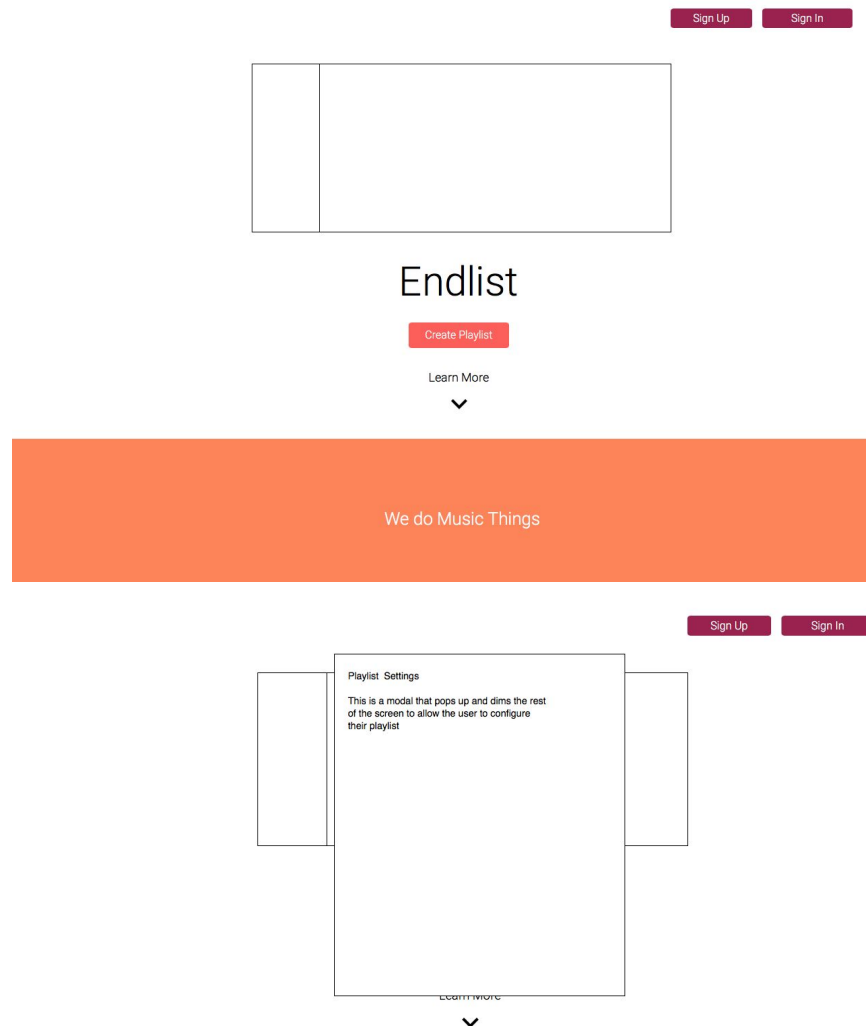 Sign Up Sign In
Endlist
Create Playlist
Learn More
We do Music Things
Sign Up Sign In
Playlist Settings
This is a modal that pops up and dims the rest
of the screen to allow the user to configure
their playlist
Learn More